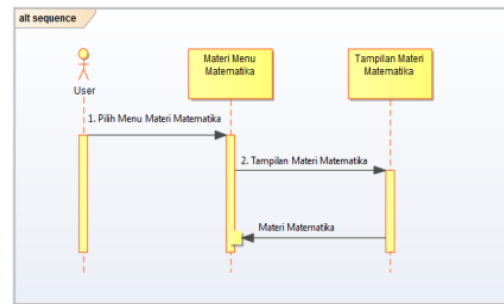 alt sequence
Materi Menu
Matematika
Tampilan Materi
Matematika
User
1. Pilih Menu Materi Matematika
2. Tampilan Materi Matematika
Materi Matematika